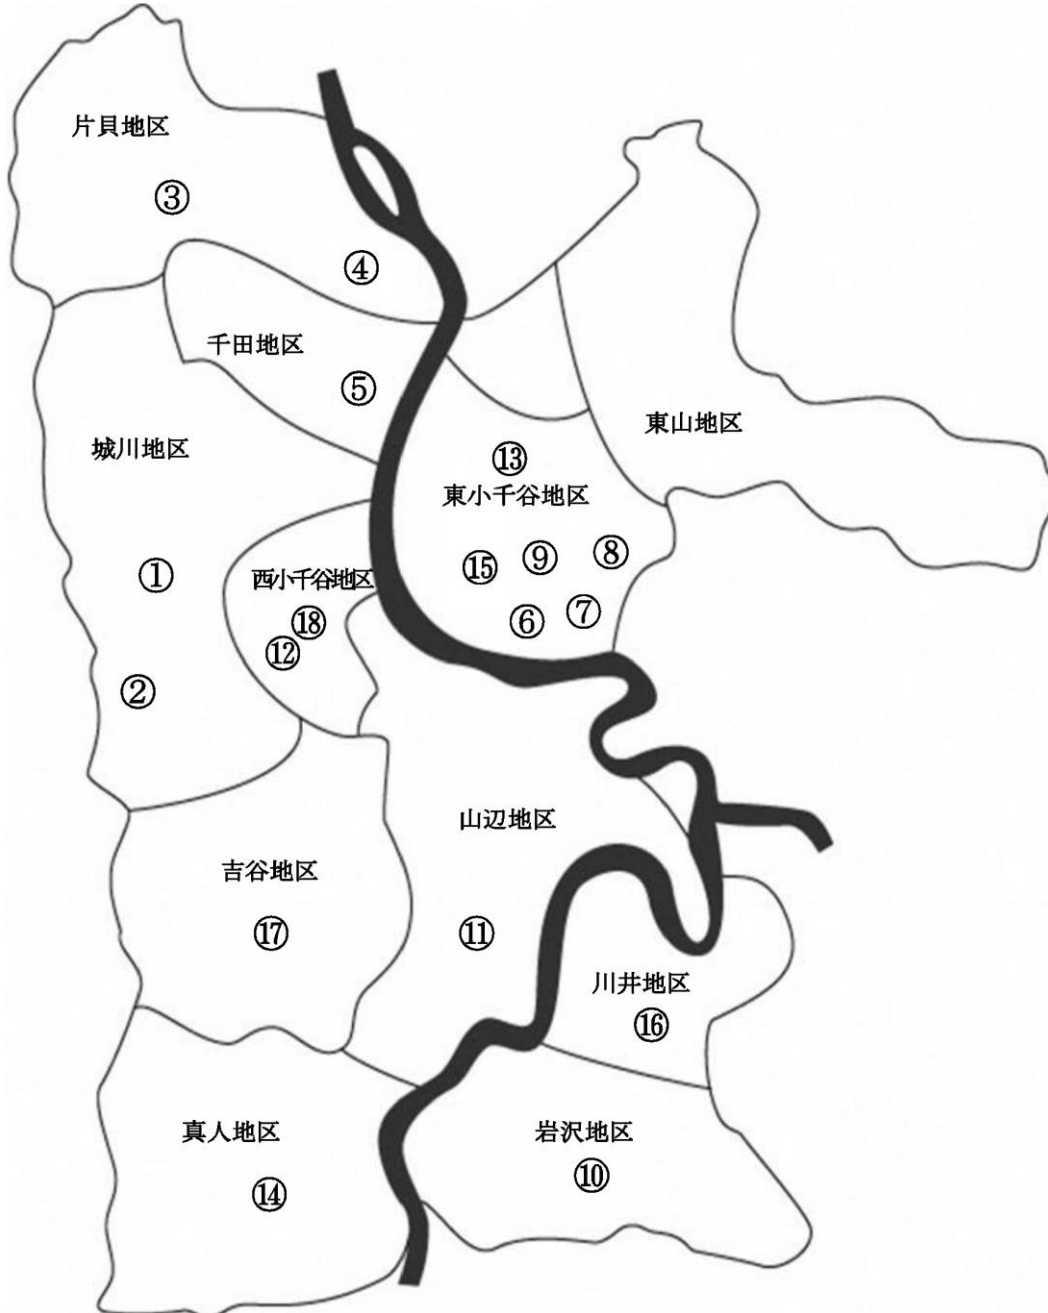 片貝地区
③
④
千田地区
⑤
東山地区
城川地区
⑬
東小千谷地区
⑧
⑨
⑮
①
西小千谷地区
⑦
⑥
⑱
⑫
②
山辺地区
吉谷地区
⑰
⑪
川井地区
⑯
真人地区
岩沢地区
⑩
⑭